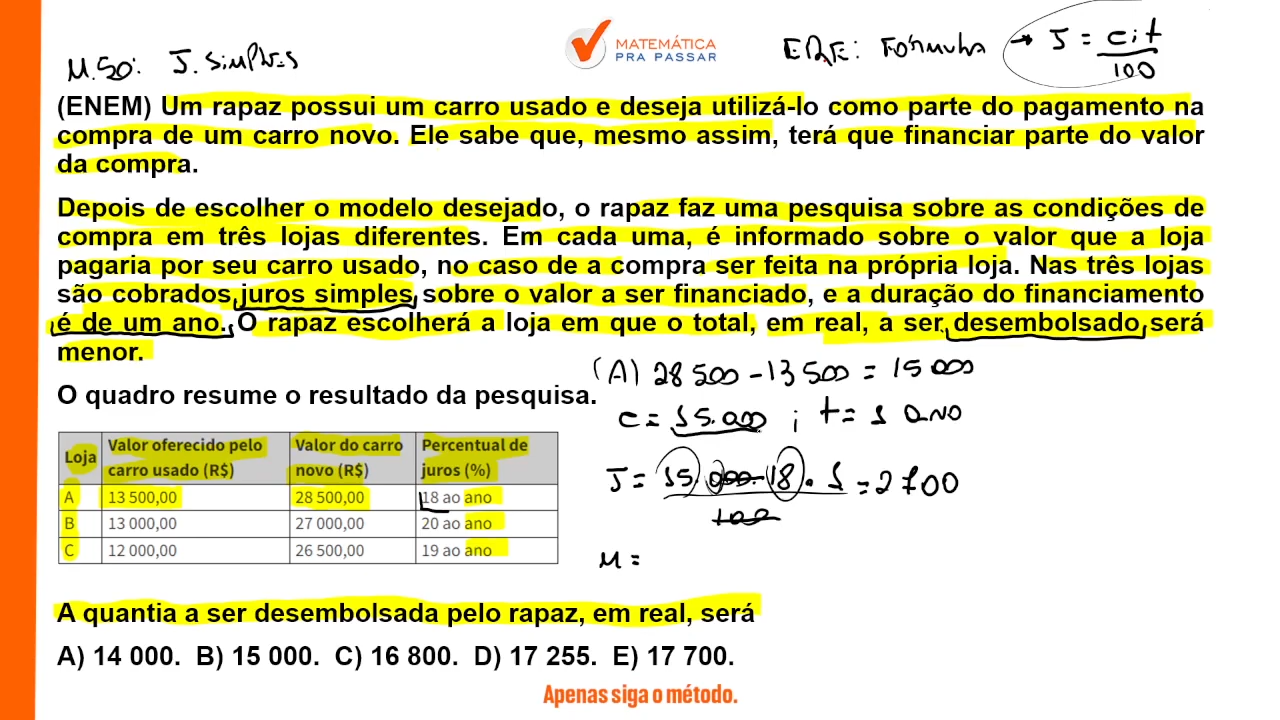 M.SO: J. simples
MATEMÁTICA
PRA PASSAR
ERE: Fórmula → J = cit
100
(ENEM) Um rapaz possui um carro usado e deseja utilizá-lo como parte do pagamento na
compra de um carro novo. Ele sabe que, mesmo assim, terá que financiar parte do valor
da compra.
Depois de escolher o modelo desejado, o rapaz faz uma pesquisa sobre as condições de
compra em três lojas diferentes. Em cada uma, é informado sobre o valor que a loja
pagaria por seu carro usado, no caso de a compra ser feita na própria loja. Nas três lojas
são cobrados juros simples sobre o valor a ser financiado, e a duração do financiamento
é de um ano. O rapaz escolherá a loja em que o total, em real, a ser desembolsado será
menor.
(A) 28 500 - 13 500 = 15 000
O quadro resume o resultado da pesquisa.
c = 15.000 ; t = 1 ano
Loja Valor oferecido pelo carro usado (R$) Valor do carro novo (R$) Percentual de juros (%)
A 13 500,00 28 500,00 18 ao ano
B 13 000,00 27 000,00 20 ao ano
C 12 000,00 26 500,00 19 ao ano
J = 15.000.18.1 = 2700
100
M =
A quantia a ser desembolsada pelo rapaz, em real, será
A) 14 000. B) 15 000. C) 16 800. D) 17 255. E) 17 700.
Apenas siga o método.